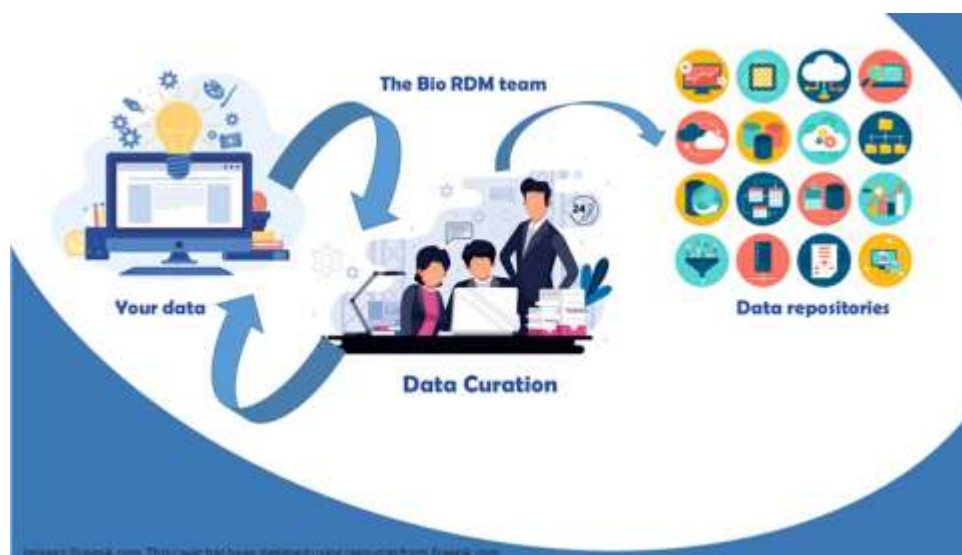 The Bio RDM team
24
Your data
Data repositories
Data Curation